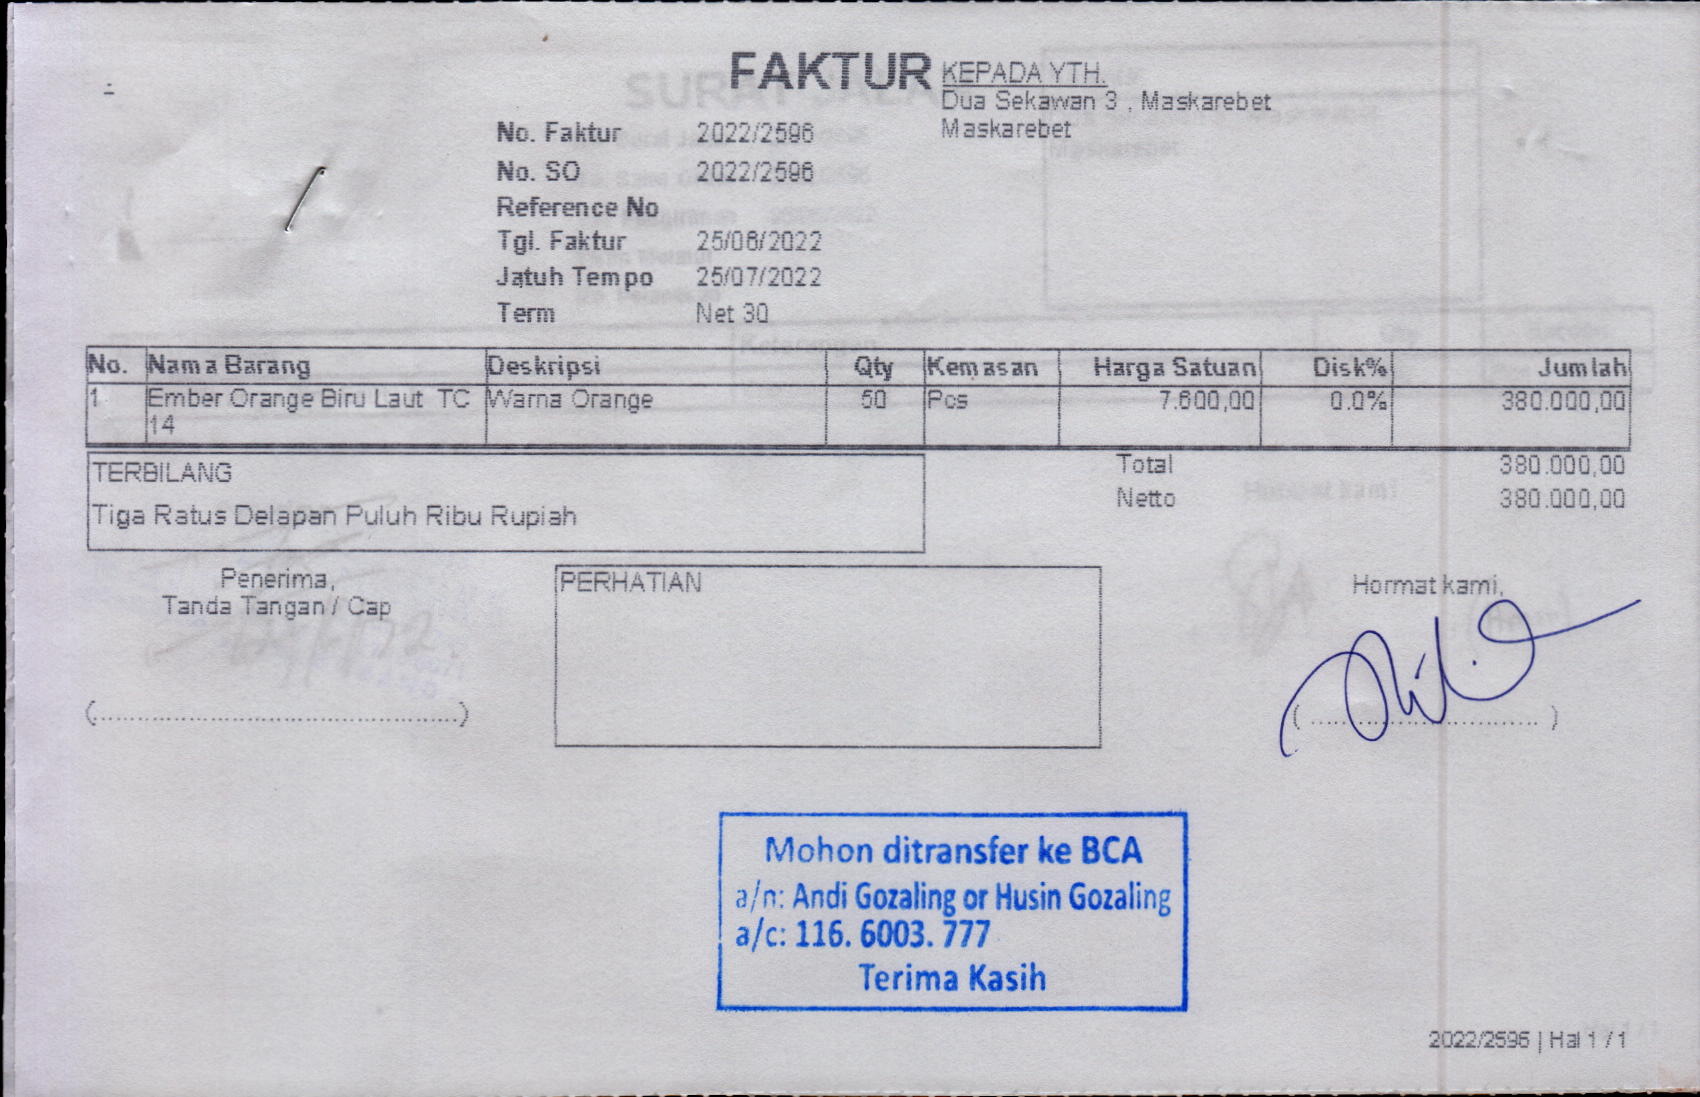 FAKTUR
KEPADA YTH.
Dua Sekawan 3 , Maskarebet
Maskarebet
No. Faktur 2022/2596
No. SO 2022/2596
Reference No
Tgl. Faktur 25/06/2022
Jatuh Tempo 25/07/2022
Term Net 30
No. Nama Barang Deskripsi Qty Kemasan Harga Satuan Disk% Jumlah
1 Ember Orange Biru Laut TC Warna Orange 50 Pcs 7.600,00 0.0% 380.000,00
14
TERBILANG
Tiga Ratus Delapan Puluh Ribu Rupiah
Total 380.000,00
Netto 380.000,00
Penerima,
Tanda Tangan / Cap
PERHATIAN
Hormat kami,
Mohon ditransfer ke BCA
a/n: Andi Gozaling or Husin Gozaling
a/c: 116. 6003. 777
Terima Kasih
2022/2596 | Hal 1 / 1